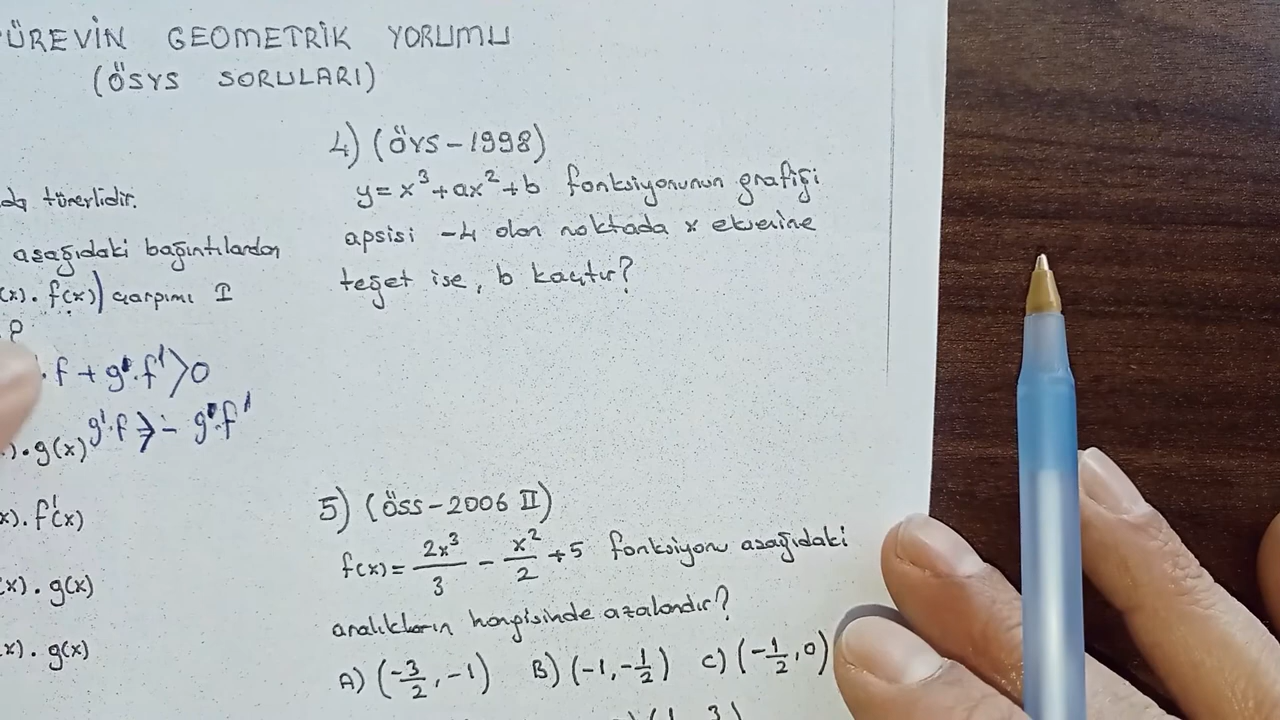 ÜREVİN GEOMETRİK YORUMU
(ÖSYS SORULARI)
da türevlidir.
aşağıdaki bağıntılardan
(x). f(x) çarpımı I
?
.f + g.f'>0
g'.f > - g.f'
).g(x)
x). f'(x)
(x). g(x)
x). g(x)
4) (ÖYS-1998)
y=x³+ax²+b fonksiyonunun grafiği
apsisi -4 olan noktada x eksenine
teğet ise, b kaçtır?
5) (ÖSS-2006 II)
f(x)= 2x³/3 - x²/2 +5 fonksiyonu aşağıdaki
aralıkların hangisinde azalandır?
A) (-3/2, -1) B) (-1, -1/2) C) (-1/2, 0)